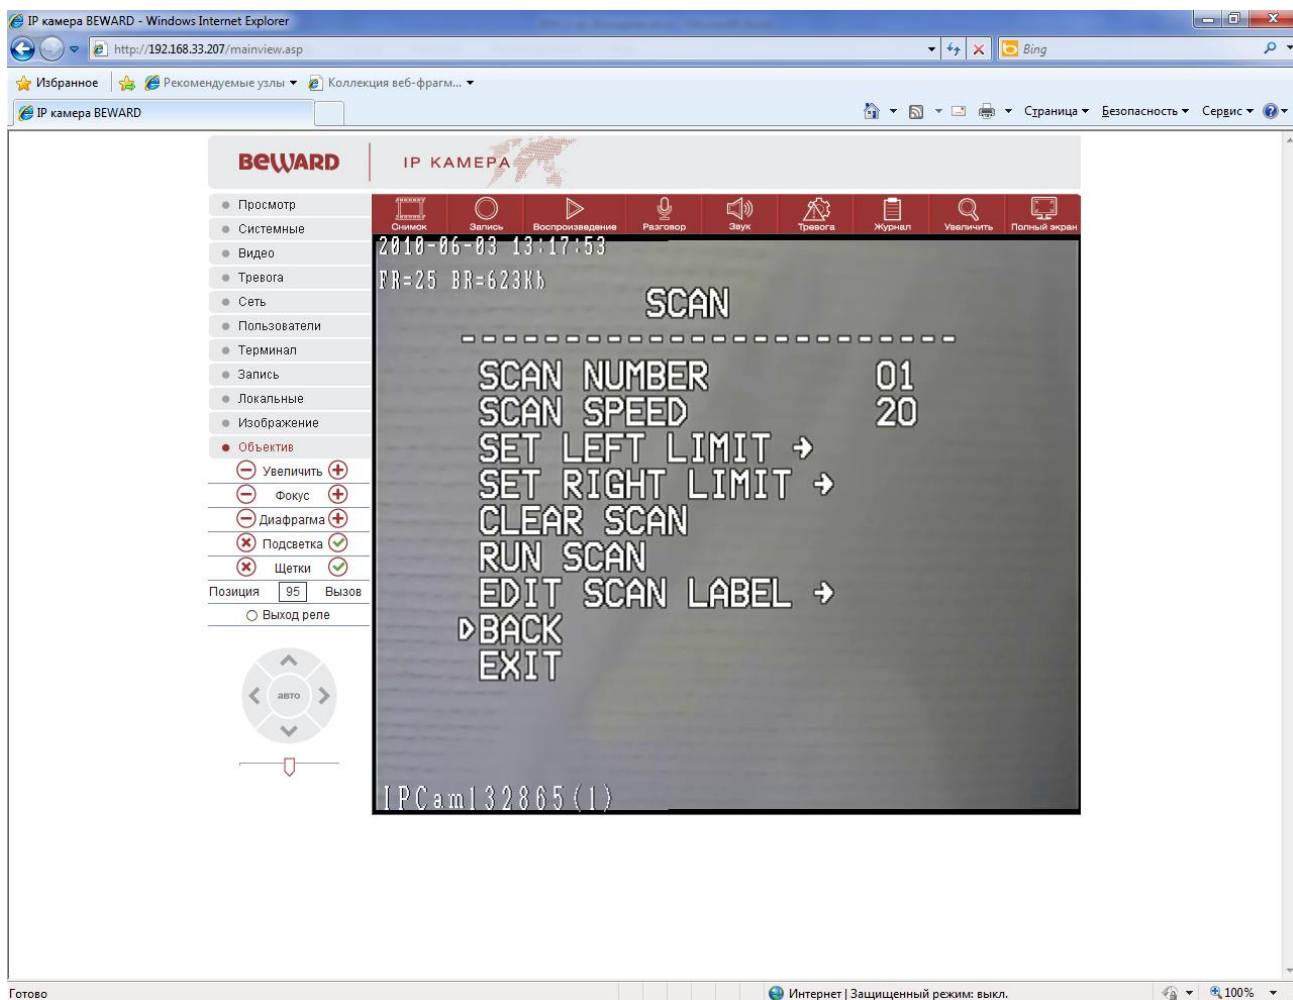 IP камера BEWARD - Windows Internet Explorer
http://192.168.33.207/mainview.asp
Bing
Избранное
Рекомендуемые узлы
Коллекция веб-фрагм...
IP камера BEWARD
Страница
Безопасность
Сервис
BEWARD
IP КАМЕРА
Просмотр
Системные
Видео
Тревога
Сеть
Пользователи
Терминал
Запись
Локальные
Изображение
Объектив
Увеличить
Фокус
Диафрагма
Подсветка
Щетки
Позиция 95 Вызов
Выход реле
авто
Снимок
Запись
Воспроизведение
Разговор
Звук
Тревога
Журнал
Увеличить
Полный экран
2010-06-03 13:17:53
FR=25 BR=623Kb
SCAN
--------------------
SCAN NUMBER 01
SCAN SPEED 20
SET LEFT LIMIT →
SET RIGHT LIMIT →
CLEAR SCAN
RUN SCAN
EDIT SCAN LABEL →
BACK
EXIT
IPCam132865(1)
Готово
Интернет | Защищенный режим: выкл.
100%